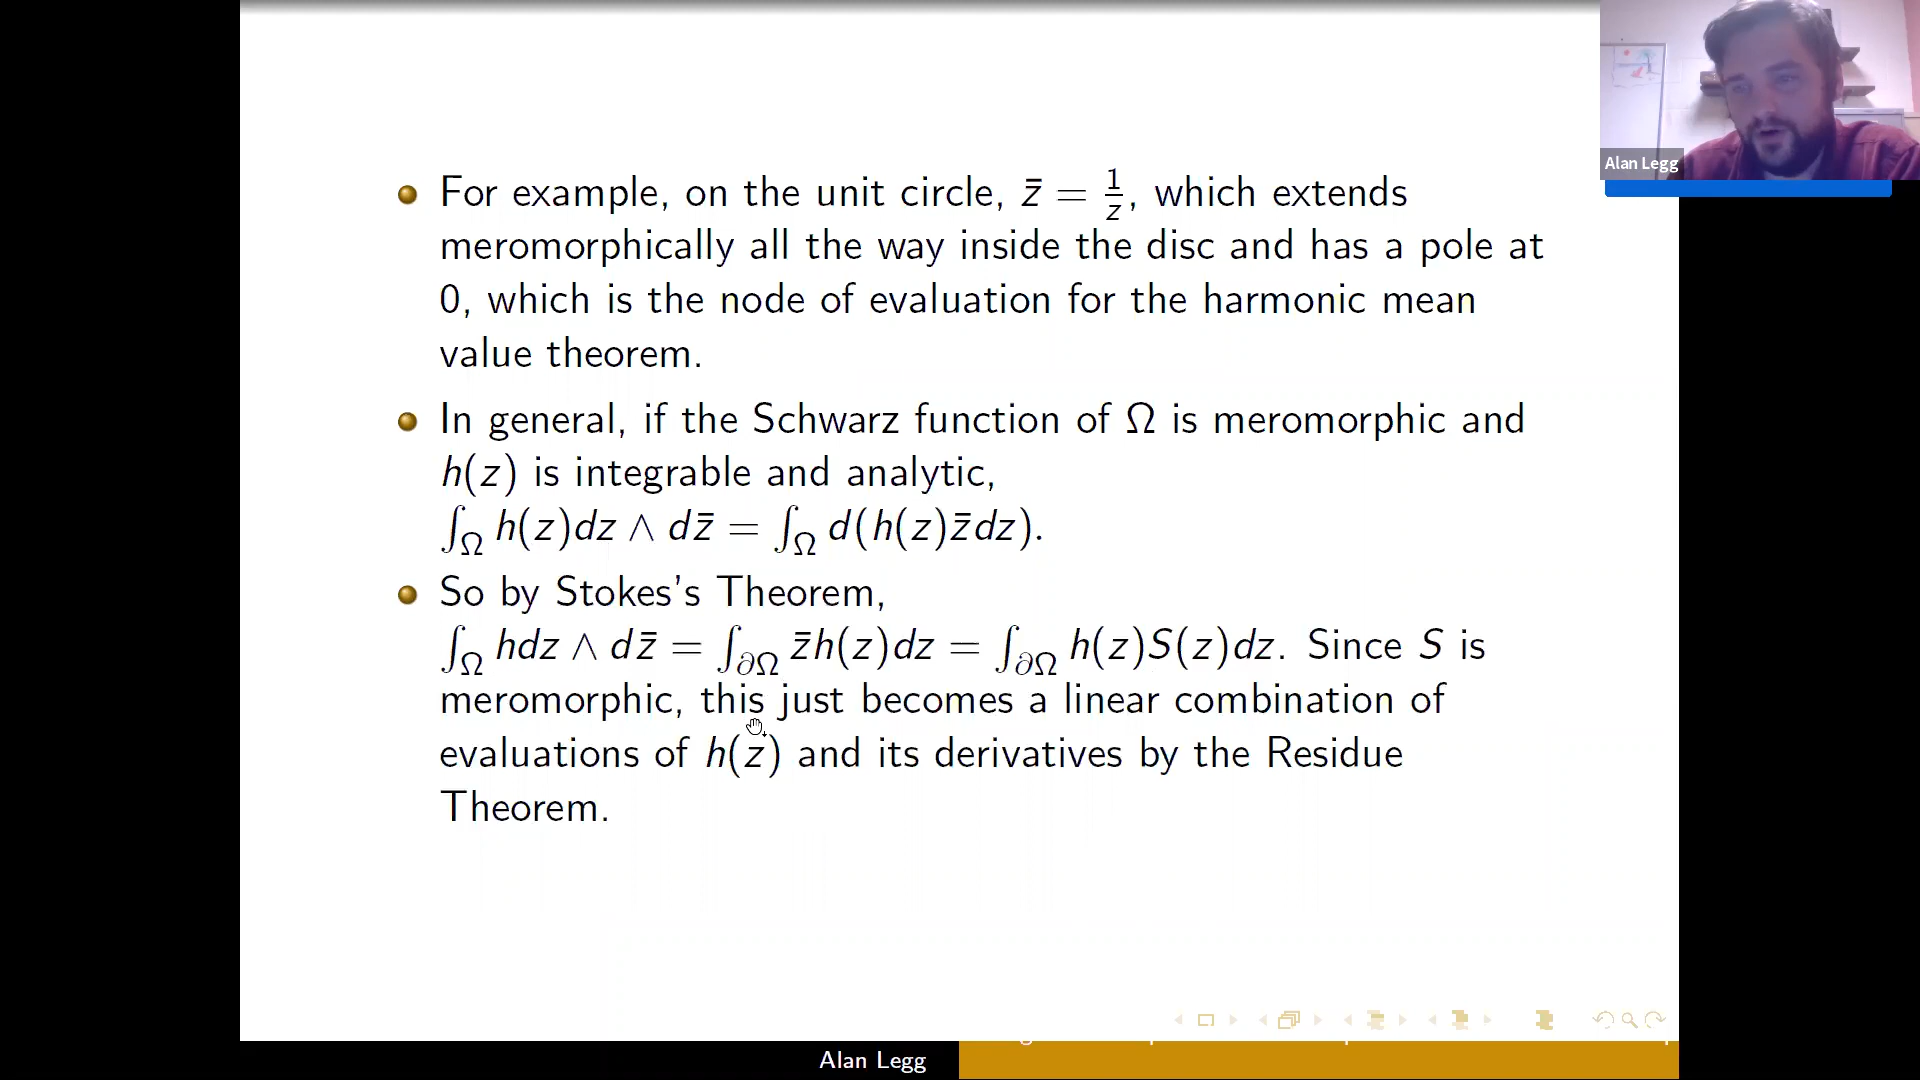 For example, on the unit circle, z̄ = 1/z, which extends
meromorphically all the way inside the disc and has a pole at
0, which is the node of evaluation for the harmonic mean
value theorem.
In general, if the Schwarz function of Ω is meromorphic and
h(z) is integrable and analytic,
∫_Ω h(z)dz ∧ dz̄ = ∫_Ω d(h(z)z̄dz).
So by Stokes's Theorem,
∫_Ω hdz ∧ dz̄ = ∫_∂Ω z̄h(z)dz = ∫_∂Ω h(z)S(z)dz. Since S is
meromorphic, this just becomes a linear combination of
evaluations of h(z) and its derivatives by the Residue
Theorem.
Alan Legg
Alan Legg